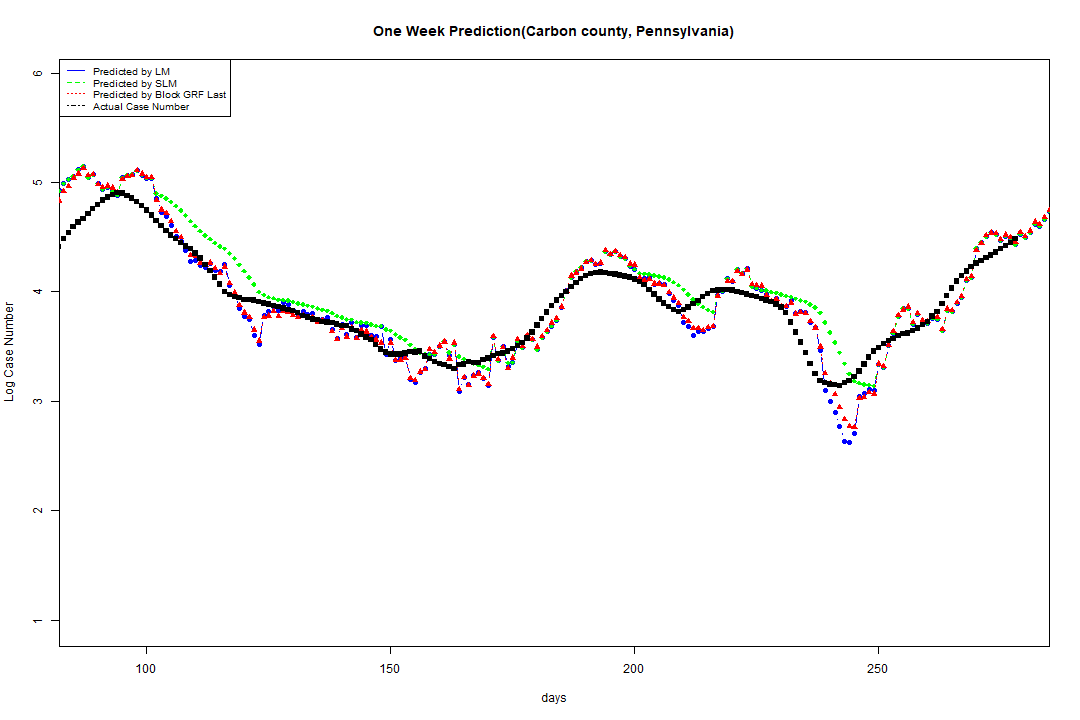 One Week Prediction(Carbon county, Pennsylvania)
Predicted by LM
Predicted by SLM
Predicted by Block GRF Last
Actual Case Number
6
5
4
3
2
1
Log Case Number
100
150
200
250
days